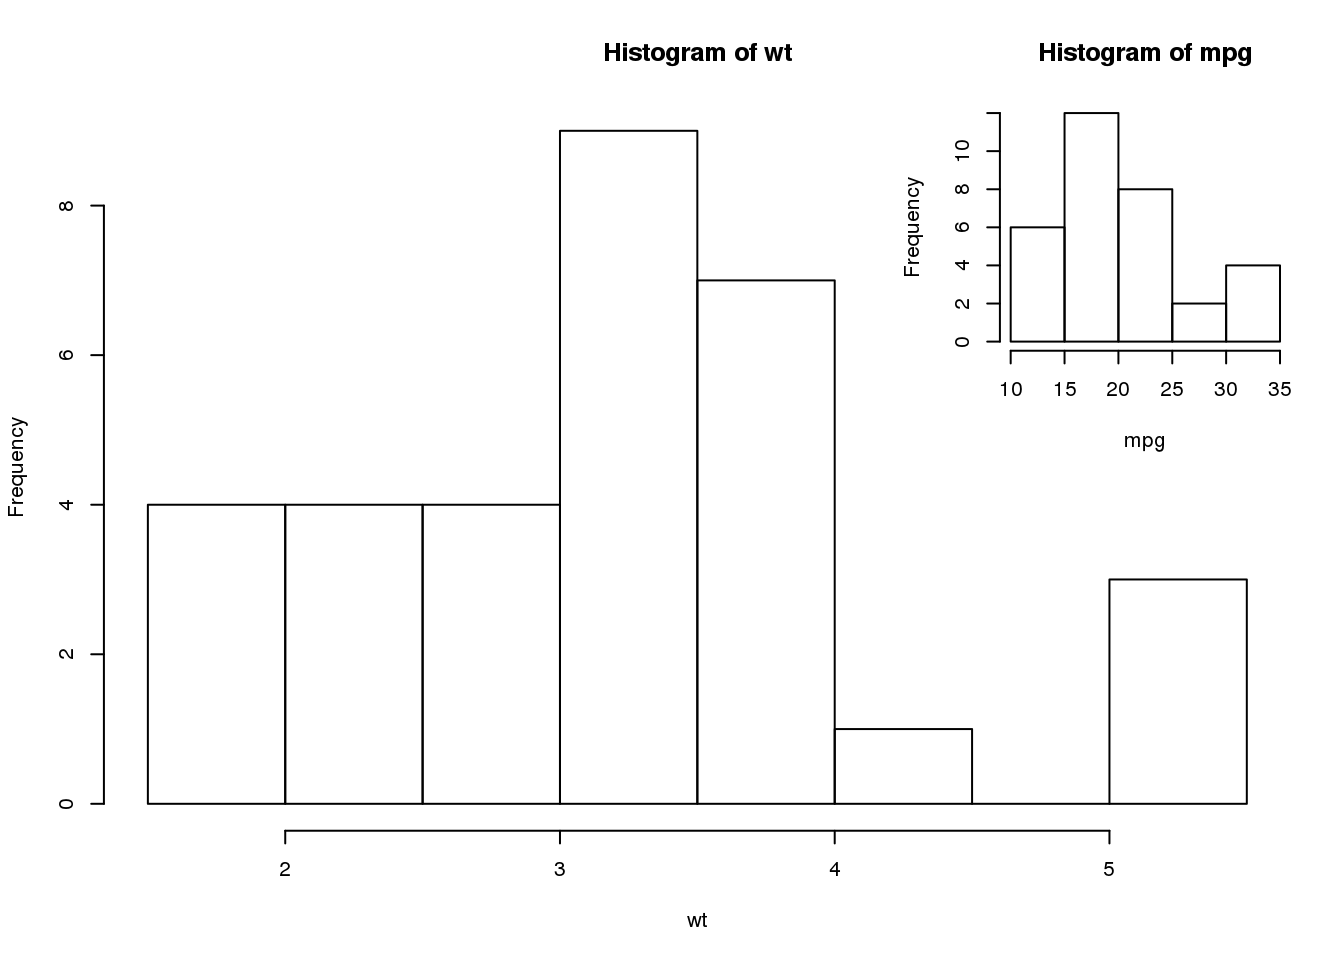 Histogram of wt
Frequency
0 2 4 6 8
2 3 4 5
wt
Histogram of mpg
Frequency
0 2 4 6 8 10
10 15 20 25 30 35
mpg